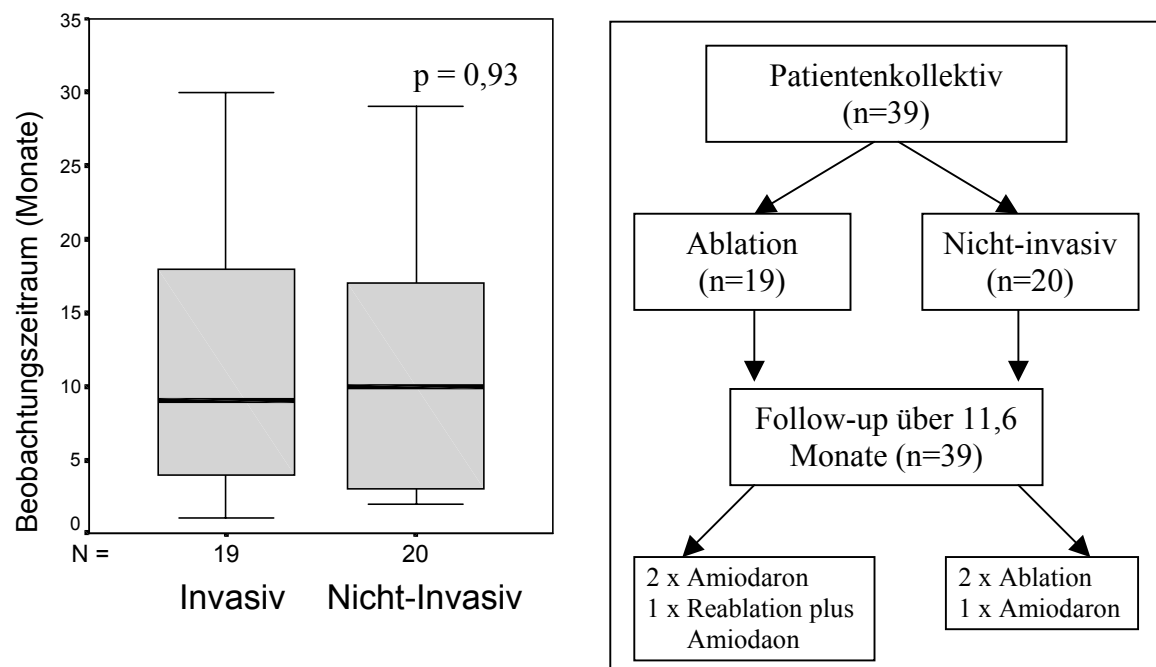 35
30
25
20
15
10
5
0
Beobachtungszeitraum (Monate)
p = 0,93
N =
19
20
Invasiv
Nicht-Invasiv
Patientenkollektiv
(n=39)
Ablation
(n=19)
Nicht-invasiv
(n=20)
Follow-up über 11,6
Monate (n=39)
2 x Amiodaron
1 x Reablation plus
Amiodaon
2 x Ablation
1 x Amiodaron